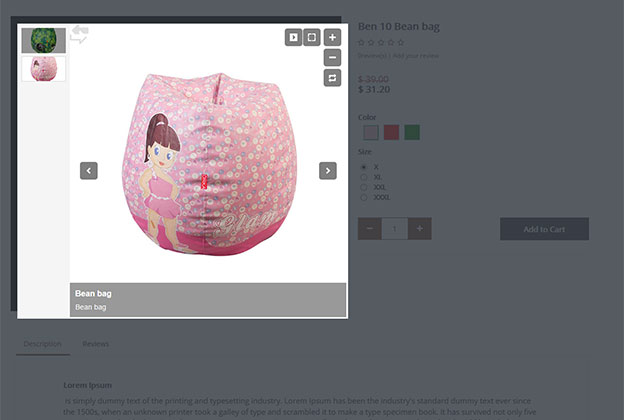 Ben 10 Bean bag
0 review(s) | Add your review
$ 39.00
$ 31.20
Color
Size
X
XL
XXL
XXXL
1
Add to Cart
Glam
Bean bag
Bean bag
Description
Reviews
Lorem Ipsum
is simply dummy text of the printing and typesetting industry. Lorem Ipsum has been the industry's standard dummy text ever since
the 1500s, when an unknown printer took a galley of type and scrambled it to make a type specimen book. It has survived not only five